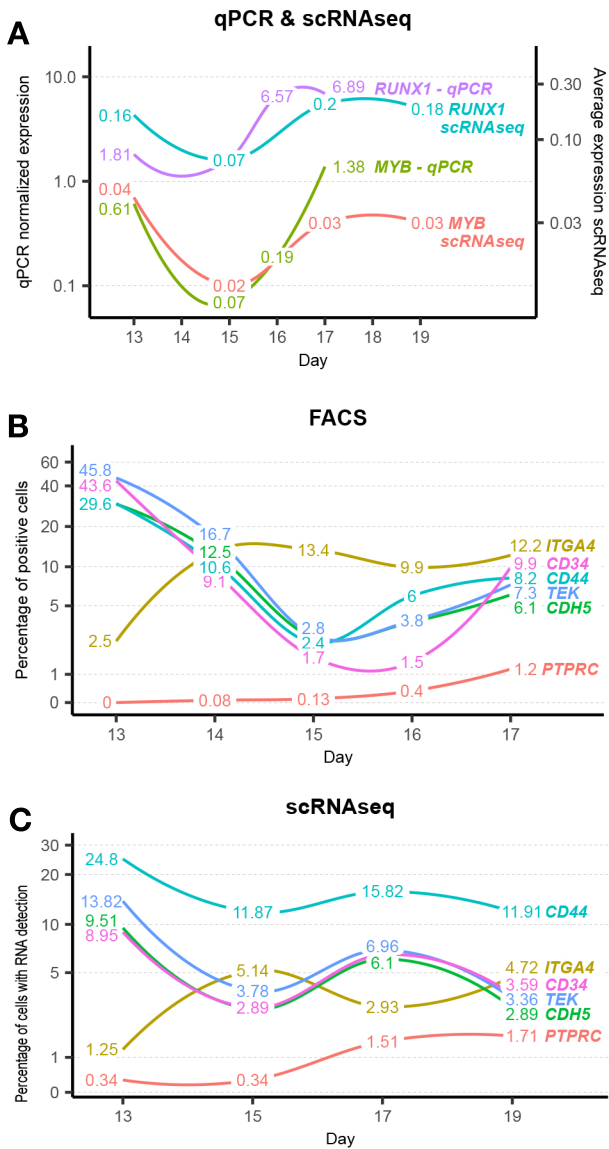 A
qPCR & scRNAseq
qPCR normalized expression
Average expression scRNAseq
10.0
1.0
0.1
0.30
0.10
0.03
0.16
1.81
0.04
0.61
0.07
0.02
0.07
6.57
0.19
6.89 RUNX1 - qPCR
0.2
0.18 RUNX1
scRNAseq
1.38 MYB - qPCR
0.03
0.03 MYB
scRNAseq
13 14 15 16 17 18 19
Day
B
FACS
Percentage of positive cells
60
40
20
10
5
1
0
45.8
43.6
29.6
2.5
0
16.7
12.5
10.6
9.1
0.08
13.4
2.8
2.4
1.7
0.13
9.9
6
3.8
1.5
0.4
12.2 ITGA4
9.9 CD34
8.2 CD44
7.3 TEK
6.1 CDH5
1.2 PTPRC
13 14 15 16 17
Day
C
scRNAseq
Percentage of cells with RNA detection
30
20
10
5
1
0
24.8
13.82
9.51
8.95
1.25
0.34
11.87
5.14
3.78
2.89
0.34
15.82
6.96
6.1
2.93
1.51
11.91 CD44
4.72 ITGA4
3.59 CD34
3.36 TEK
2.89 CDH5
1.71 PTPRC
13 15 17 19
Day